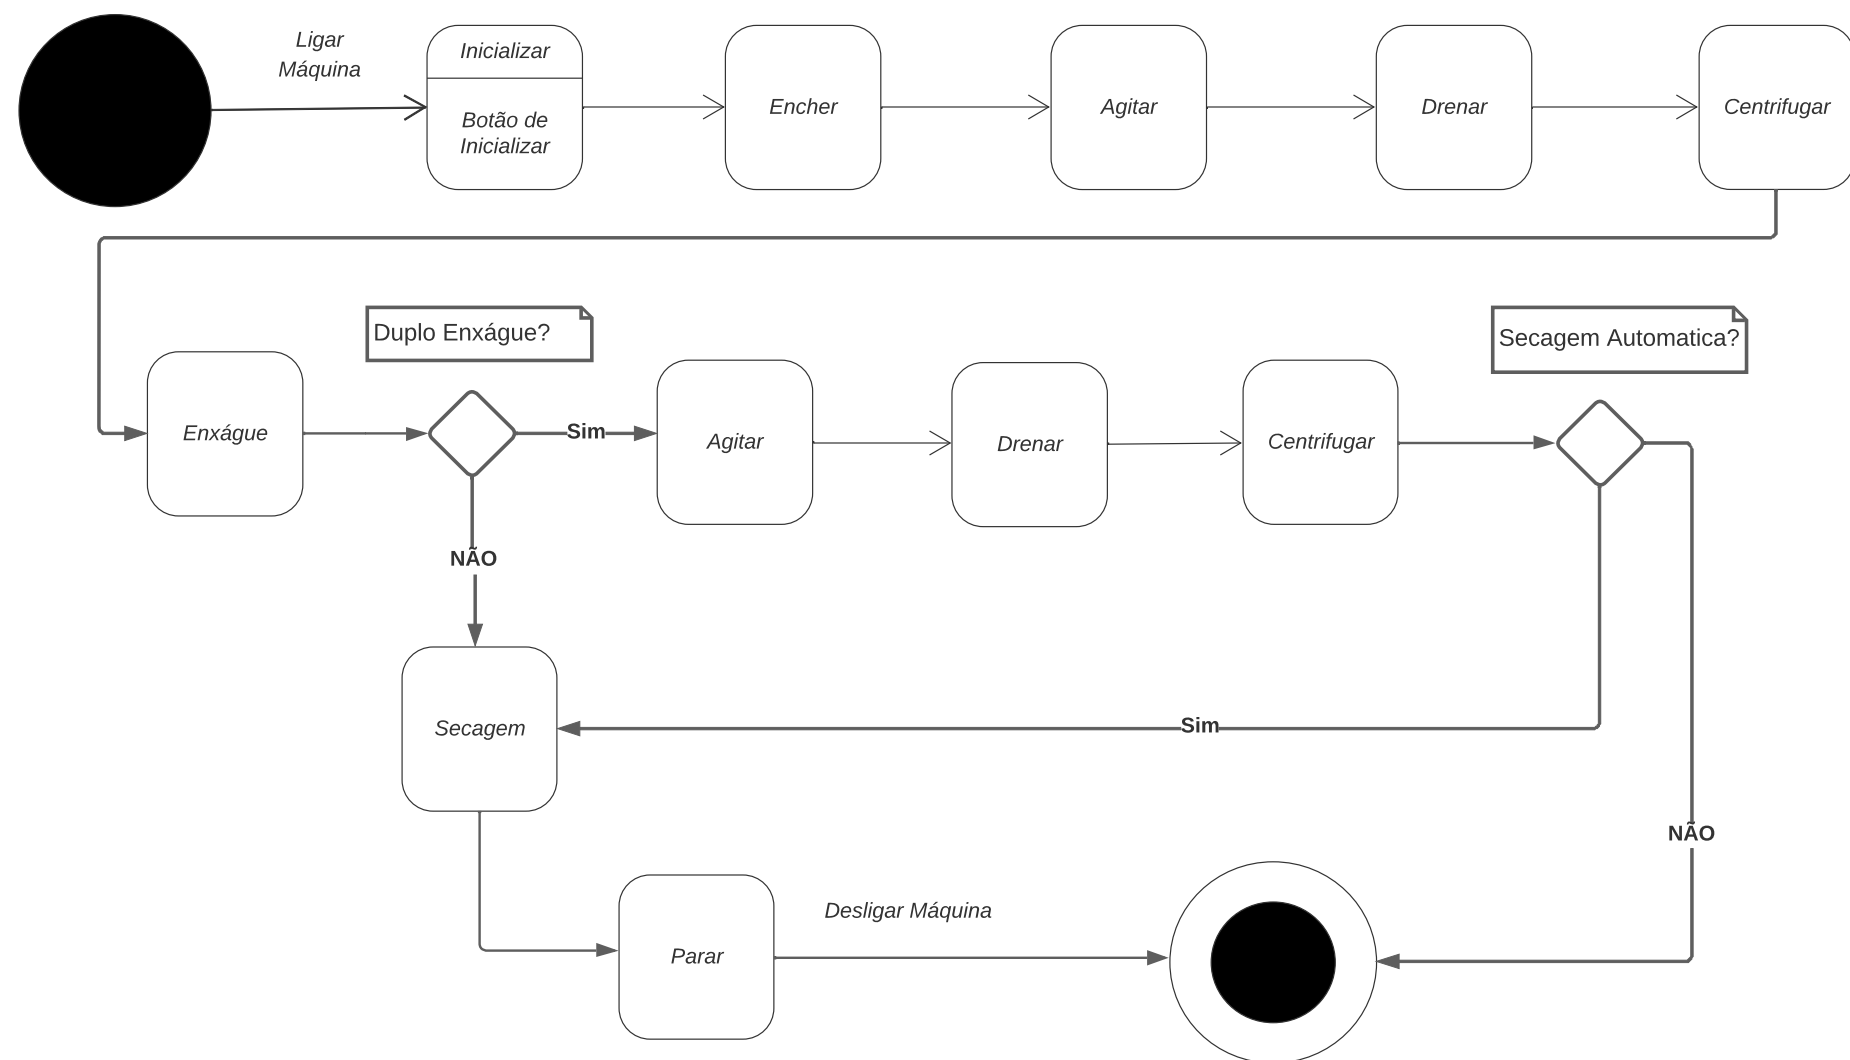 Ligar
Máquina
Inicializar
Botão de
Inicializar
Encher
Agitar
Drenar
Centrifugar
Duplo Enxágue?
Secagem Automatica?
Enxágue
Sim
Agitar
Drenar
Centrifugar
NÃO
Secagem
Sim
NÃO
Desligar Máquina
Parar